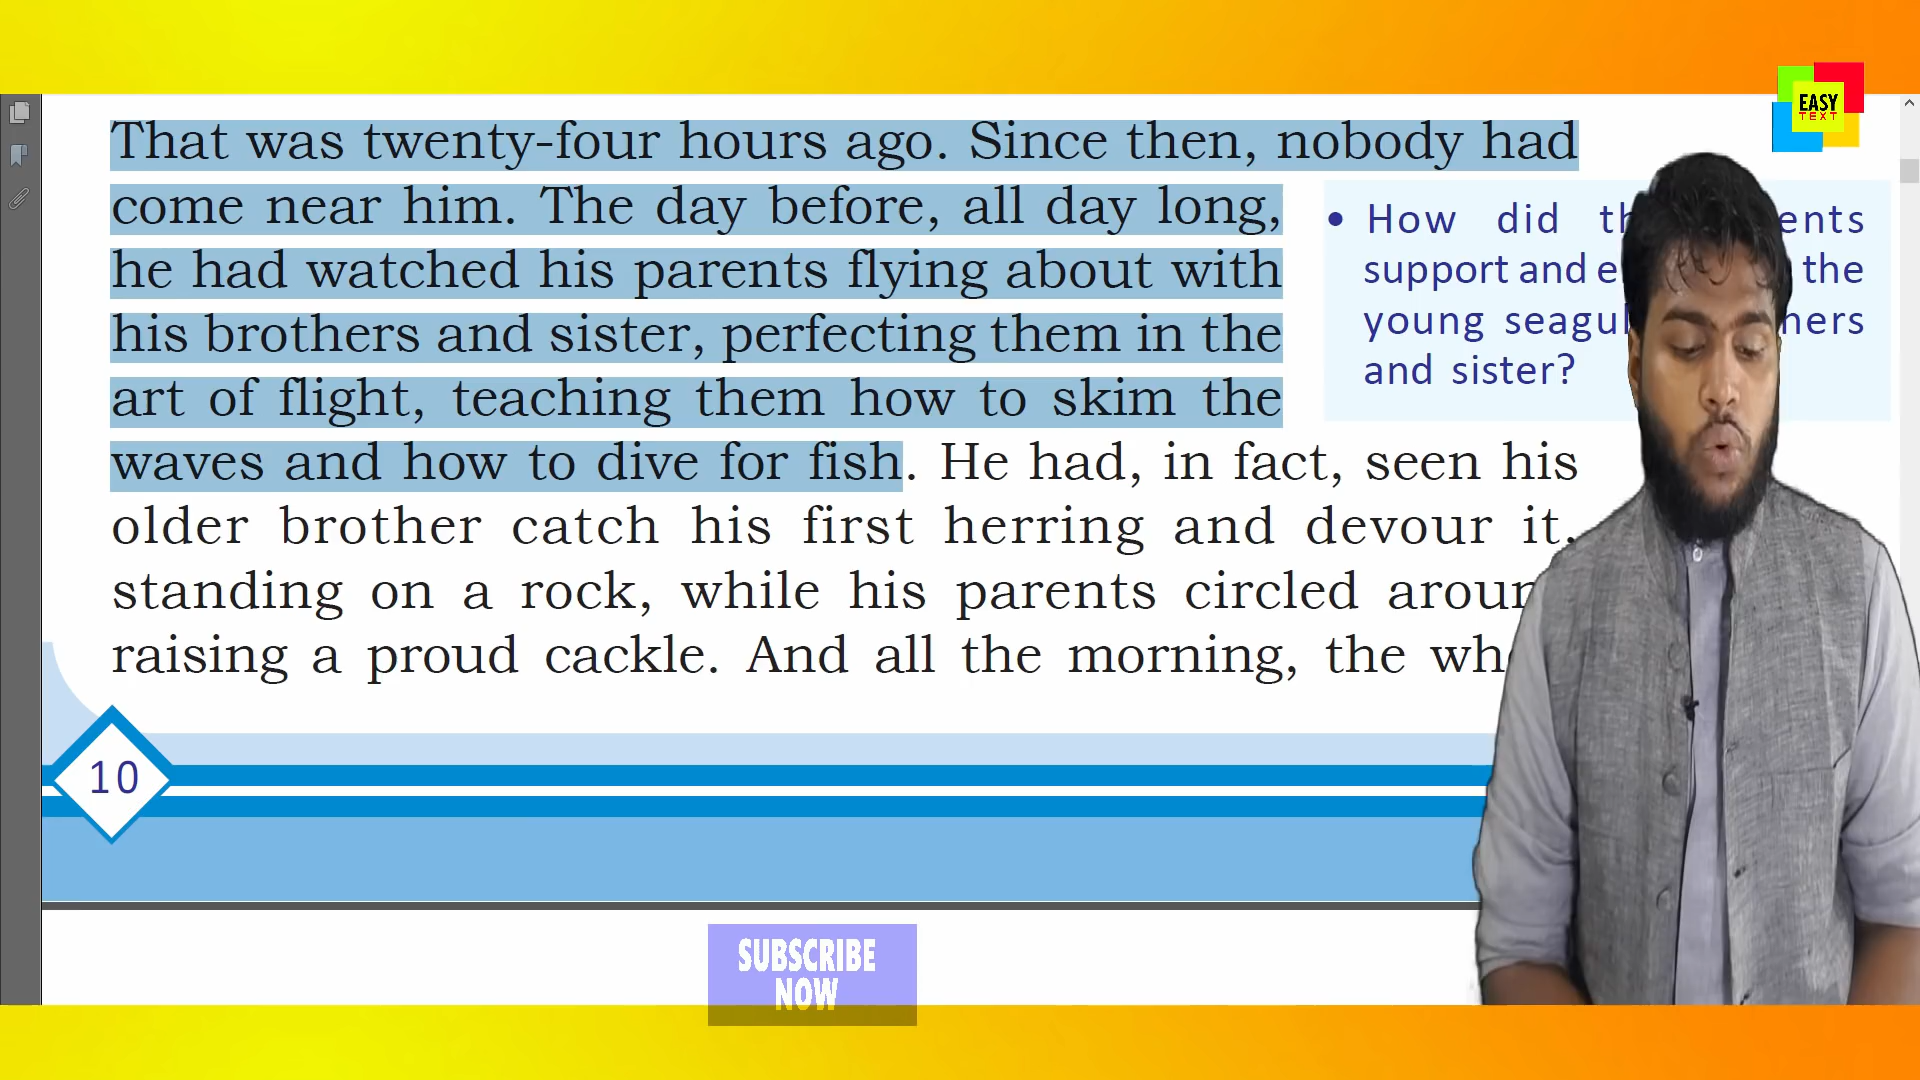 EASY
TEXT
That was twenty-four hours ago. Since then, nobody had
come near him. The day before, all day long,
he had watched his parents flying about with
his brothers and sister, perfecting them in the
art of flight, teaching them how to skim the
waves and how to dive for fish. He had, in fact, seen his
older brother catch his first herring and devour it,
standing on a rock, while his parents circled
raising a proud cackle. And all the morning, the
• How did
support and the
young
and sister?
10
SUBSCRIBE
NOW